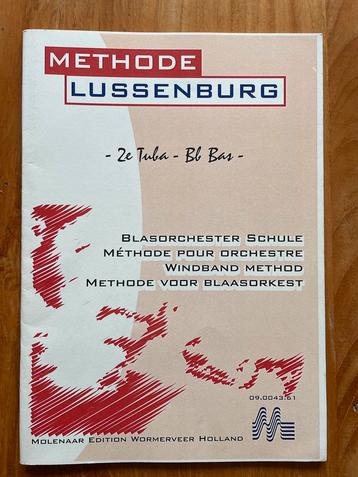 METHODE
LUSSENBURG
- 2e Tuba - Bb Bas -
BLASORCHESTER SCHULE
MÉTHODE POUR ORCHESTRE
WINDBAND METHOD
METHODE VOOR BLAASORKEST
09.0043.61
MOLENAAR EDITION WORMERVEER HOLLAND